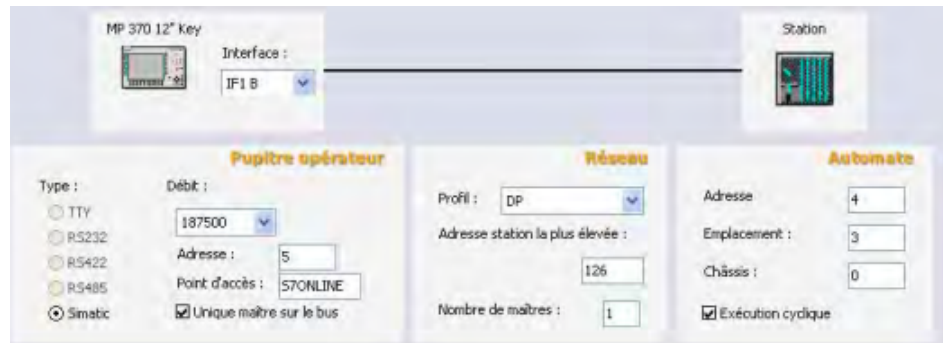 MP 370 12" Key
Interface :
IF1 B
Station
Pupitre opérateur
Type :
TTY
RS232
RS422
RS485
Simatic
Débit :
187500
Adresse : 5
Point d'accès : S7ONLINE
Unique maître sur le bus
Réseau
Profil : DP
Adresse station la plus élevée :
126
Nombre de maîtres : 1
Automate
Adresse 4
Emplacement : 3
Châssis : 0
Exécution cyclique